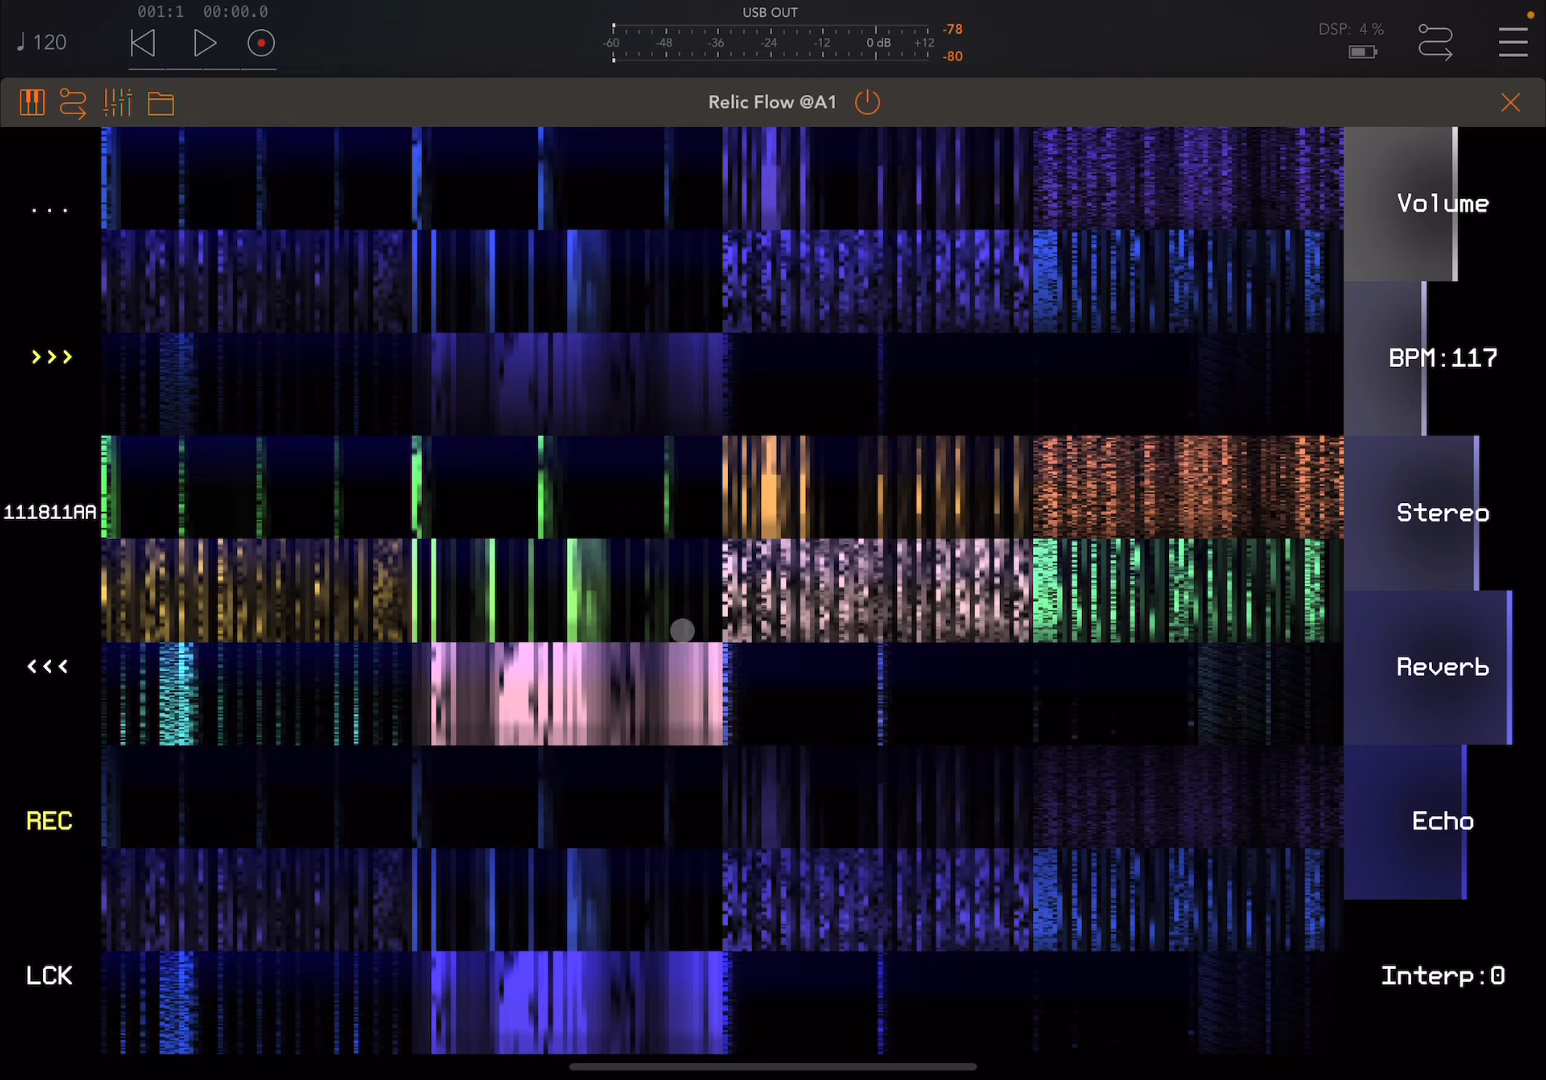 001:1 00:00.0
♩ 120
USB OUT
-60 -48 -36 -24 -12 0 dB +12
-78
-80
DSP: 4 %
Relic Flow @A1
...
Volume
>>>
BPM:117
111811AA
Stereo
<<<
Reverb
REC
Echo
LCK
Interp:0